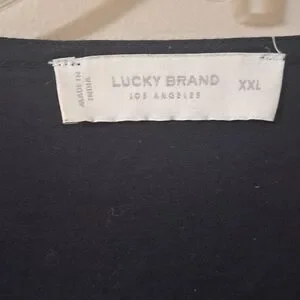 MADE IN
INDIA
LUCKY BRAND
LOS ANGELES
XXL